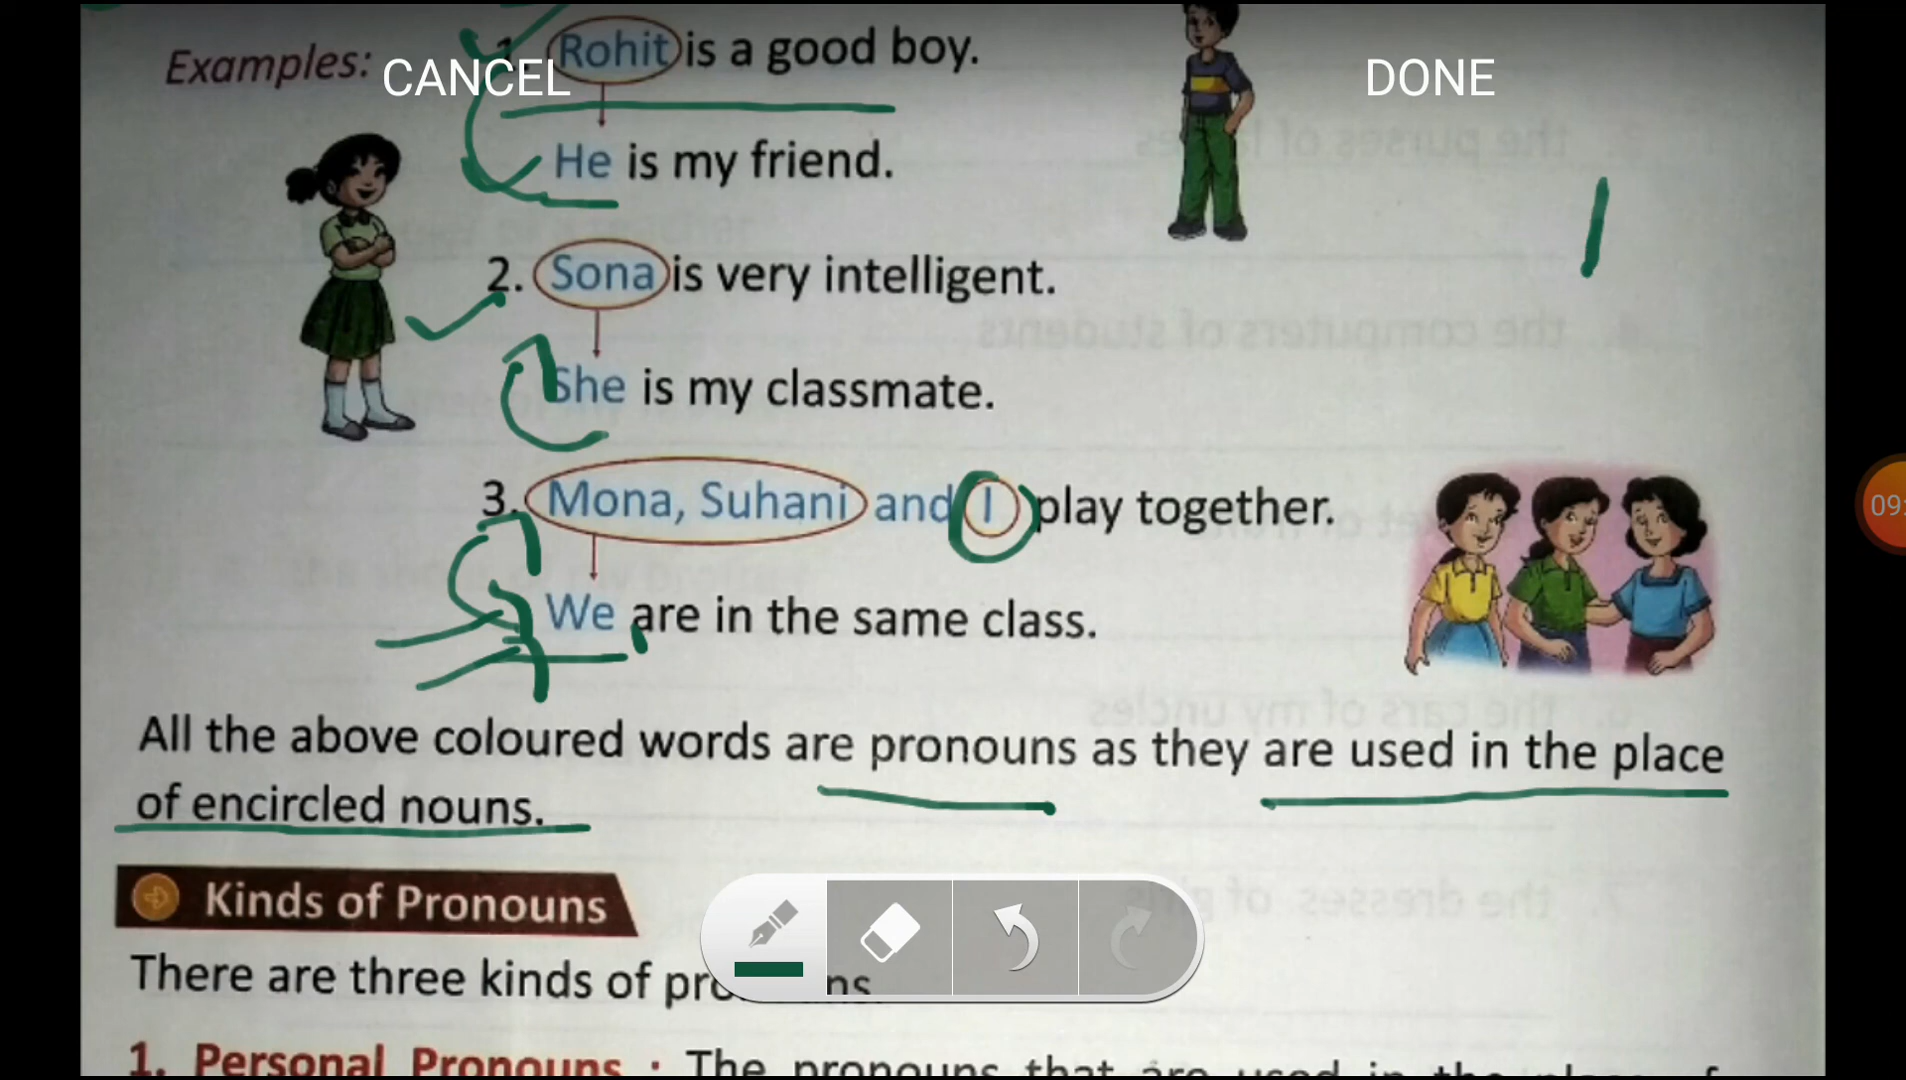 Examples: 1. Rohit is a good boy.
CANCEL
DONE
He is my friend.
2. Sona is very intelligent.
She is my classmate.
3. Mona, Suhani and I play together.
We are in the same class.
All the above coloured words are pronouns as they are used in the place
of encircled nouns.
Kinds of Pronouns
There are three kinds of
1. Personal Pronouns : The pronouns that are used in the place of